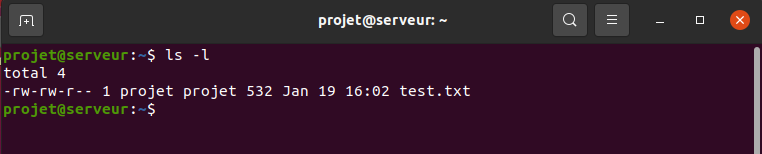 projet@serveur: ~
projet@serveur:~$ ls -l
total 4
-rw-rw-r-- 1 projet projet 532 Jan 19 16:02 test.txt
projet@serveur:~$